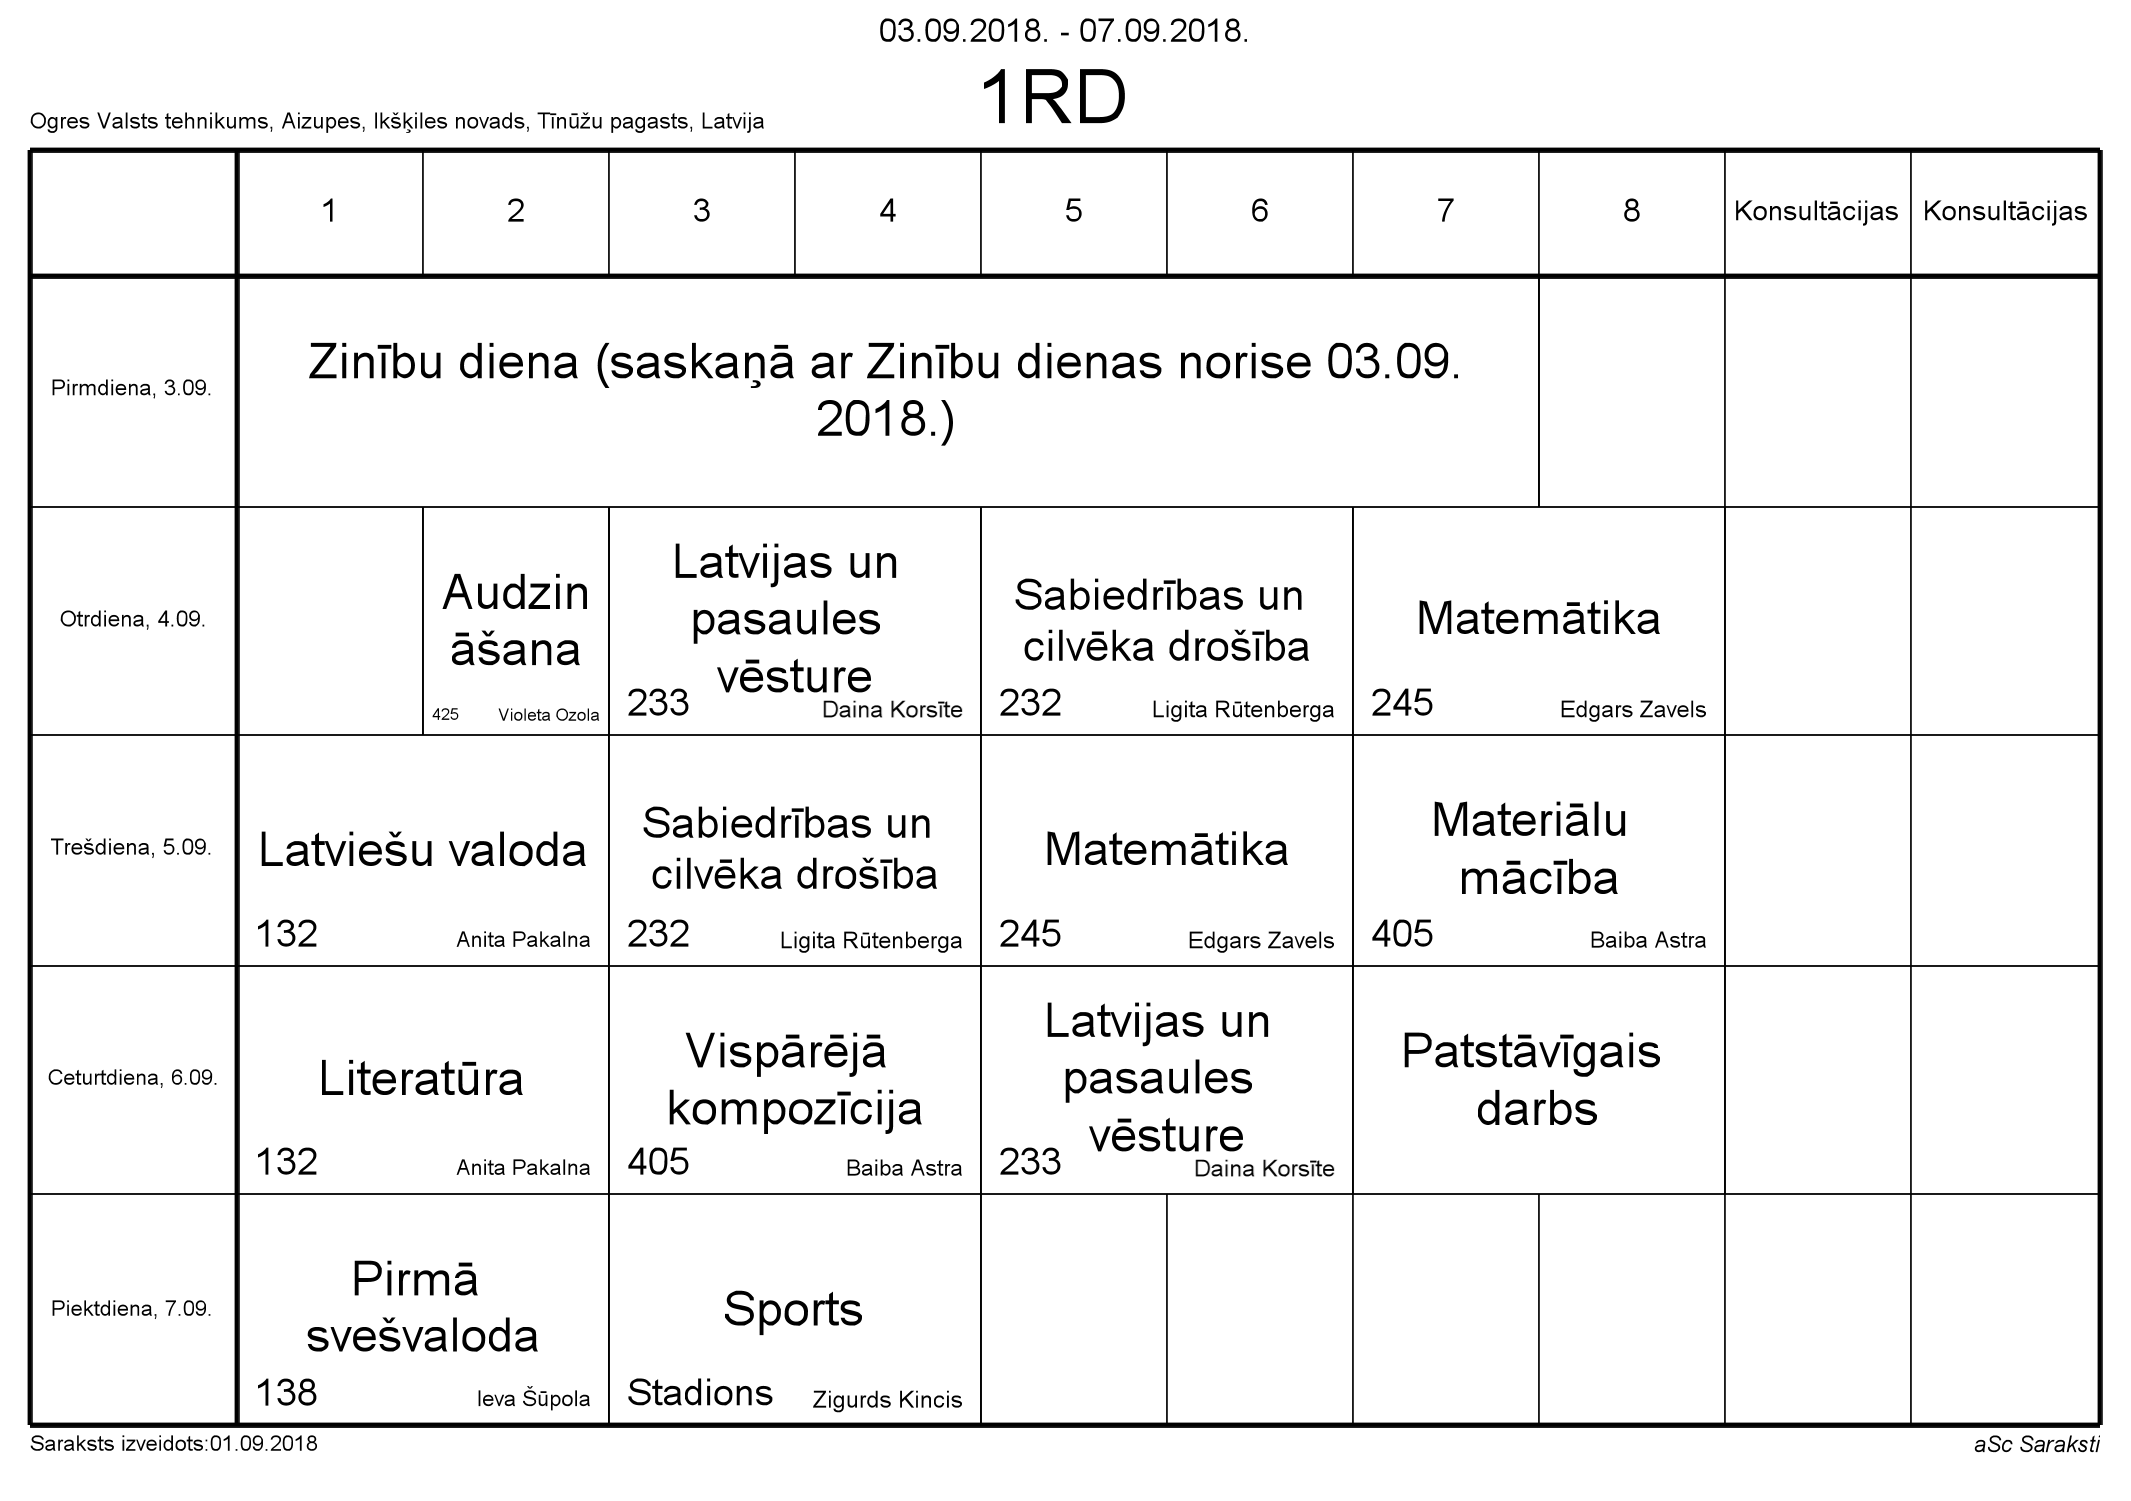 03.09.2018. - 07.09.2018.
1RD
Ogres Valsts tehnikums, Aizupes, Ikšķiles novads, Tīnūžu pagasts, Latvija
1 2 3 4 5 6 7 8 Konsultācijas Konsultācijas
Pirmdiena, 3.09.
Zinību diena (saskaņā ar Zinību dienas norise 03.09.
2018.)
Otrdiena, 4.09.
Audzin
āšana
425 Violeta Ozola
Latvijas un
pasaules
vēsture
233 Daina Korsīte
Sabiedrības un
cilvēka drošība
232 Ligita Rūtenberga
Matemātika
245 Edgars Zavels
Trešdiena, 5.09.
Latviešu valoda
132 Anita Pakalna
Sabiedrības un
cilvēka drošība
232 Ligita Rūtenberga
Matemātika
245 Edgars Zavels
Materiālu
mācība
405 Baiba Astra
Ceturtdiena, 6.09.
Literatūra
132 Anita Pakalna
Vispārējā
kompozīcija
405 Baiba Astra
Latvijas un
pasaules
vēsture
233 Daina Korsīte
Patstāvīgais
darbs
Piektdiena, 7.09.
Pirmā
svešvaloda
138 Ieva Šūpola
Sports
Stadions Zigurds Kincis
Saraksts izveidots:01.09.2018
aSc Saraksti